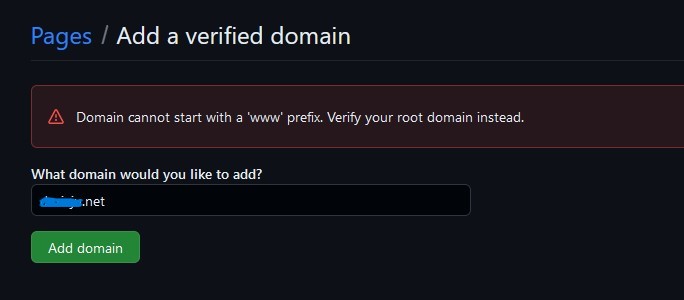 Pages / Add a verified domain
Domain cannot start with a 'www' prefix. Verify your root domain instead.
What domain would you like to add?
.net
Add domain